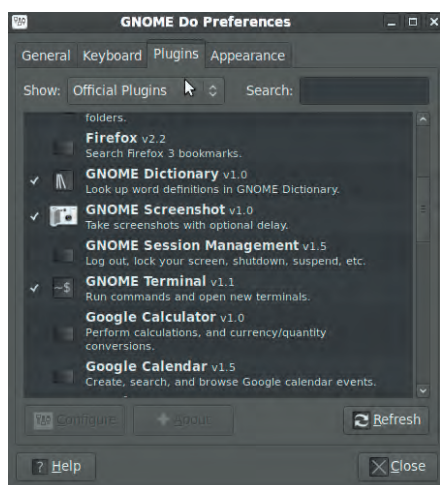 GNOME Do Preferences
General Keyboard Plugins Appearance
Show: Official Plugins Search:
folders.
Firefox v2.2
Search Firefox 3 bookmarks.
GNOME Dictionary v1.0
Look up word definitions in GNOME Dictionary.
GNOME Screenshot v1.0
Take screenshots with optional delay.
GNOME Session Management v1.5
Log out, lock your screen, shutdown, suspend, etc.
~$ GNOME Terminal v1.1
Run commands and open new terminals.
Google Calculator v1.0
Perform calculations, and currency/quantity
conversions.
Google Calendar v1.5
Create, search, and browse Google calendar events.
Configure About Refresh
? Help Close